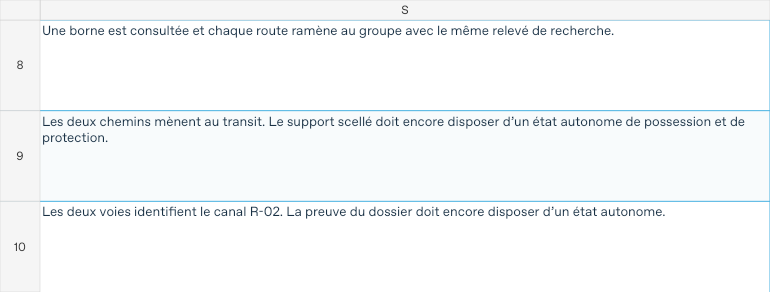 S
8
Une borne est consultée et chaque route ramène au groupe avec le même relevé de recherche.
9
Les deux chemins mènent au transit. Le support scellé doit encore disposer d’un état autonome de possession et de
protection.
10
Les deux voies identifient le canal R-02. La preuve du dossier doit encore disposer d’un état autonome.